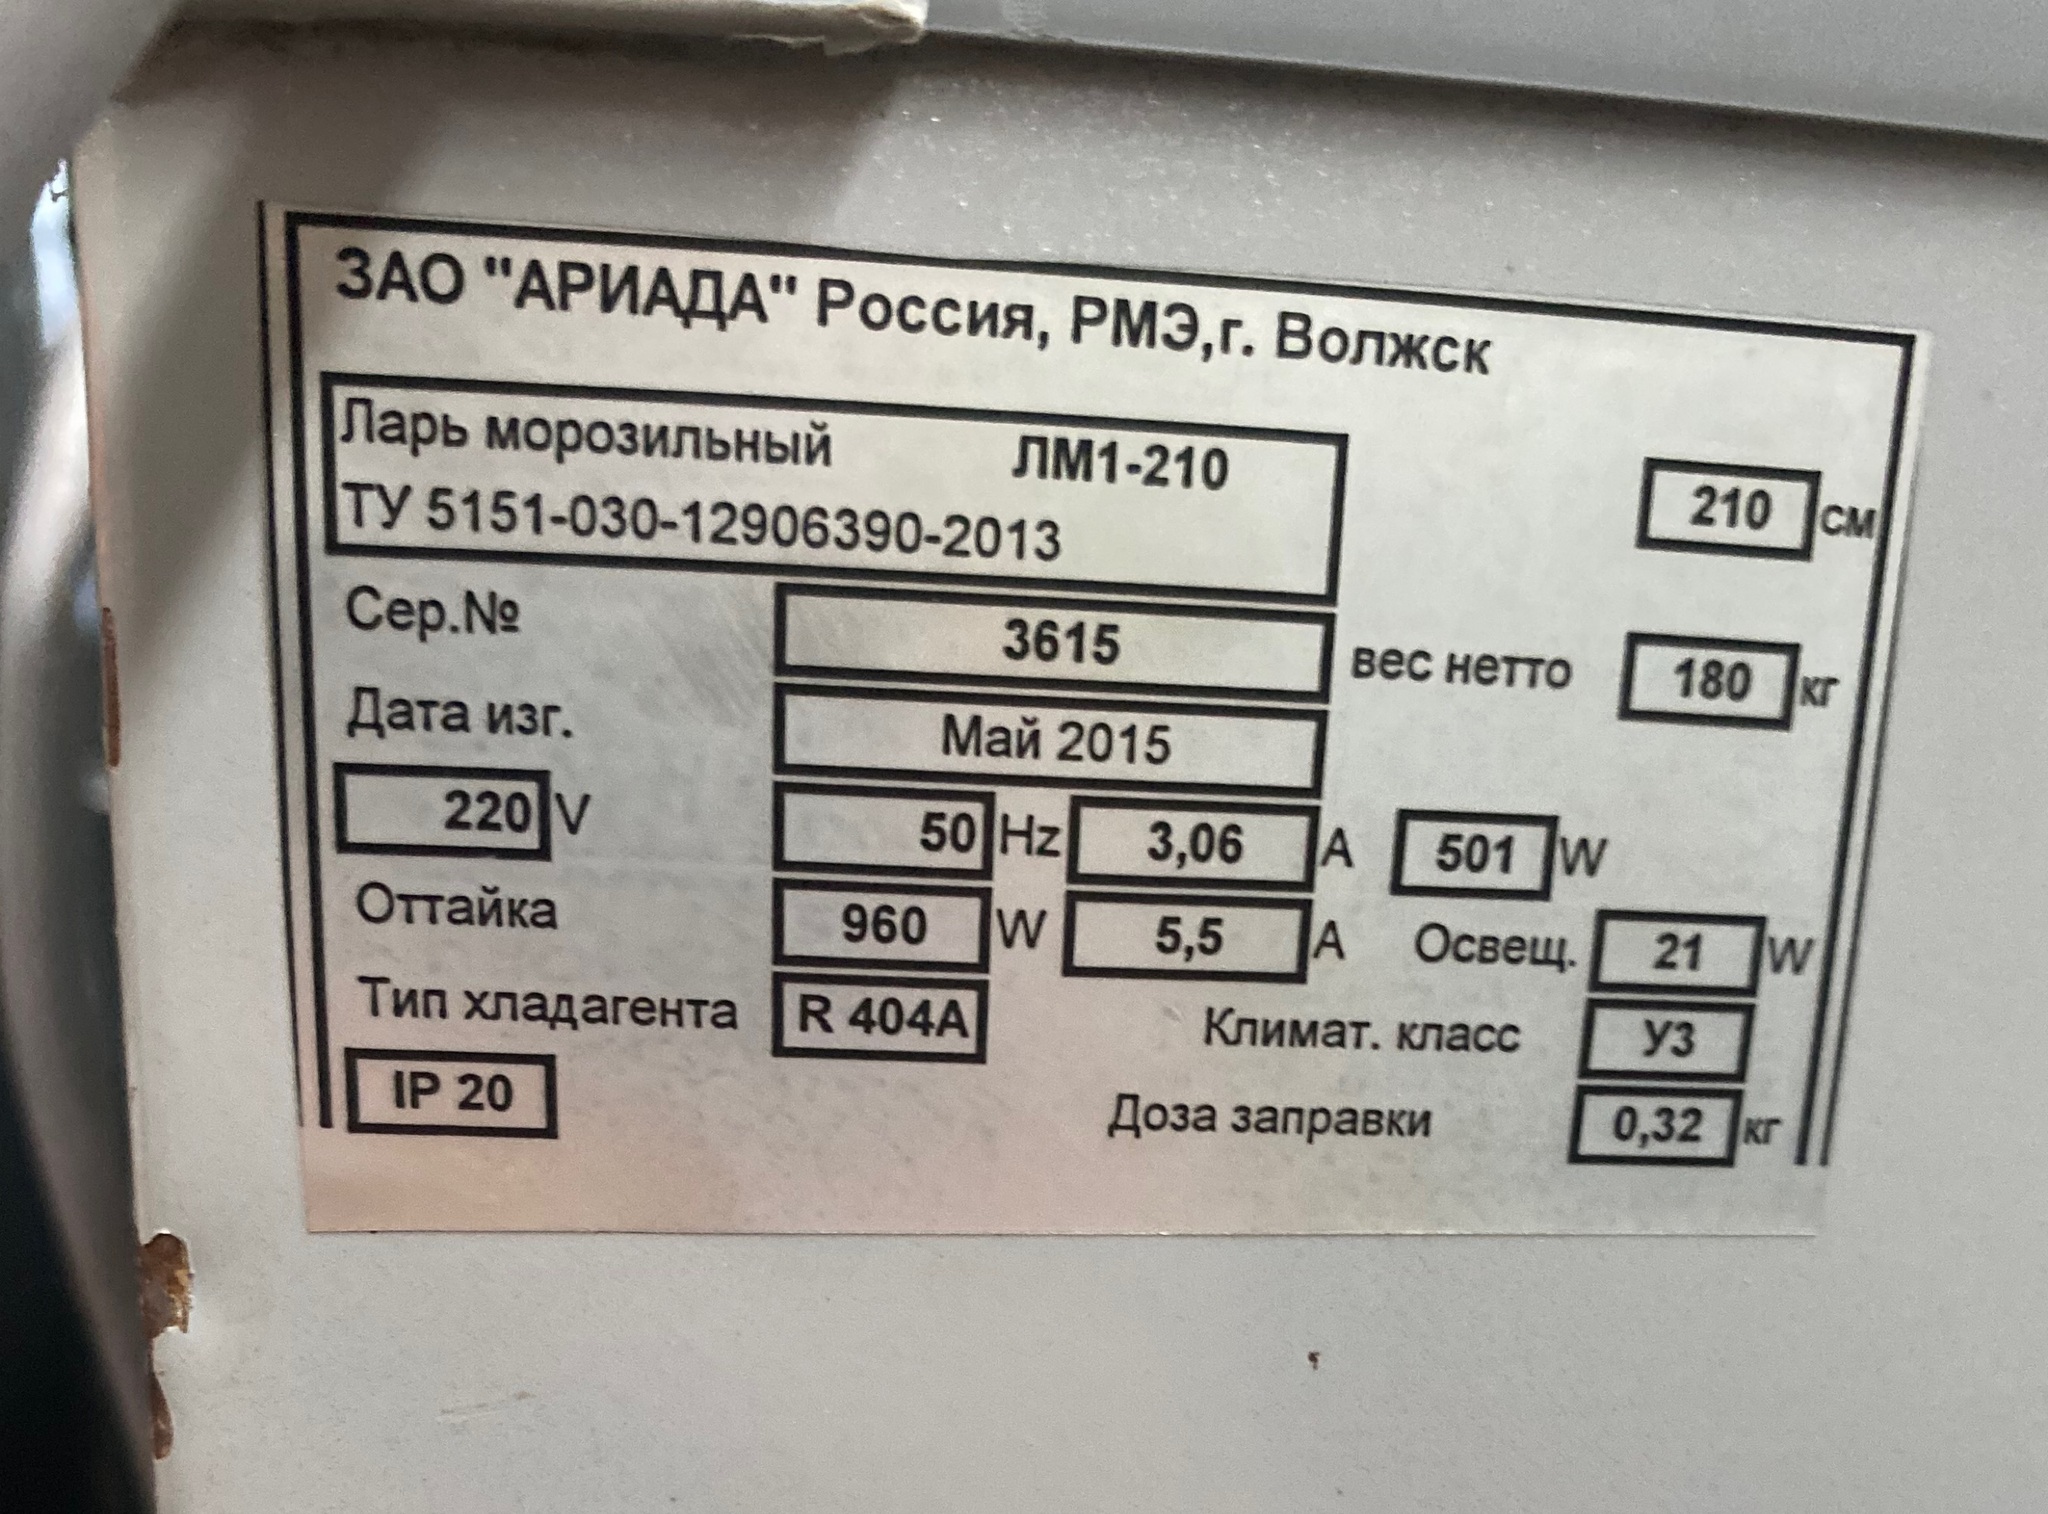 ЗАО "АРИАДА" Россия, РМЭ,г. Волжск
Ларь морозильный ЛМ1-210
210 см
ТУ 5151-030-12906390-2013
Сер.№ 3615 вес нетто 180 кг
Дата изг. Май 2015
220 V 50 Hz 3,06 A 501 W
Оттайка 960 W 5,5 A Освещ. 21 W
Тип хладагента R 404A Климат. класс У3
IP 20 Доза заправки 0,32 кг